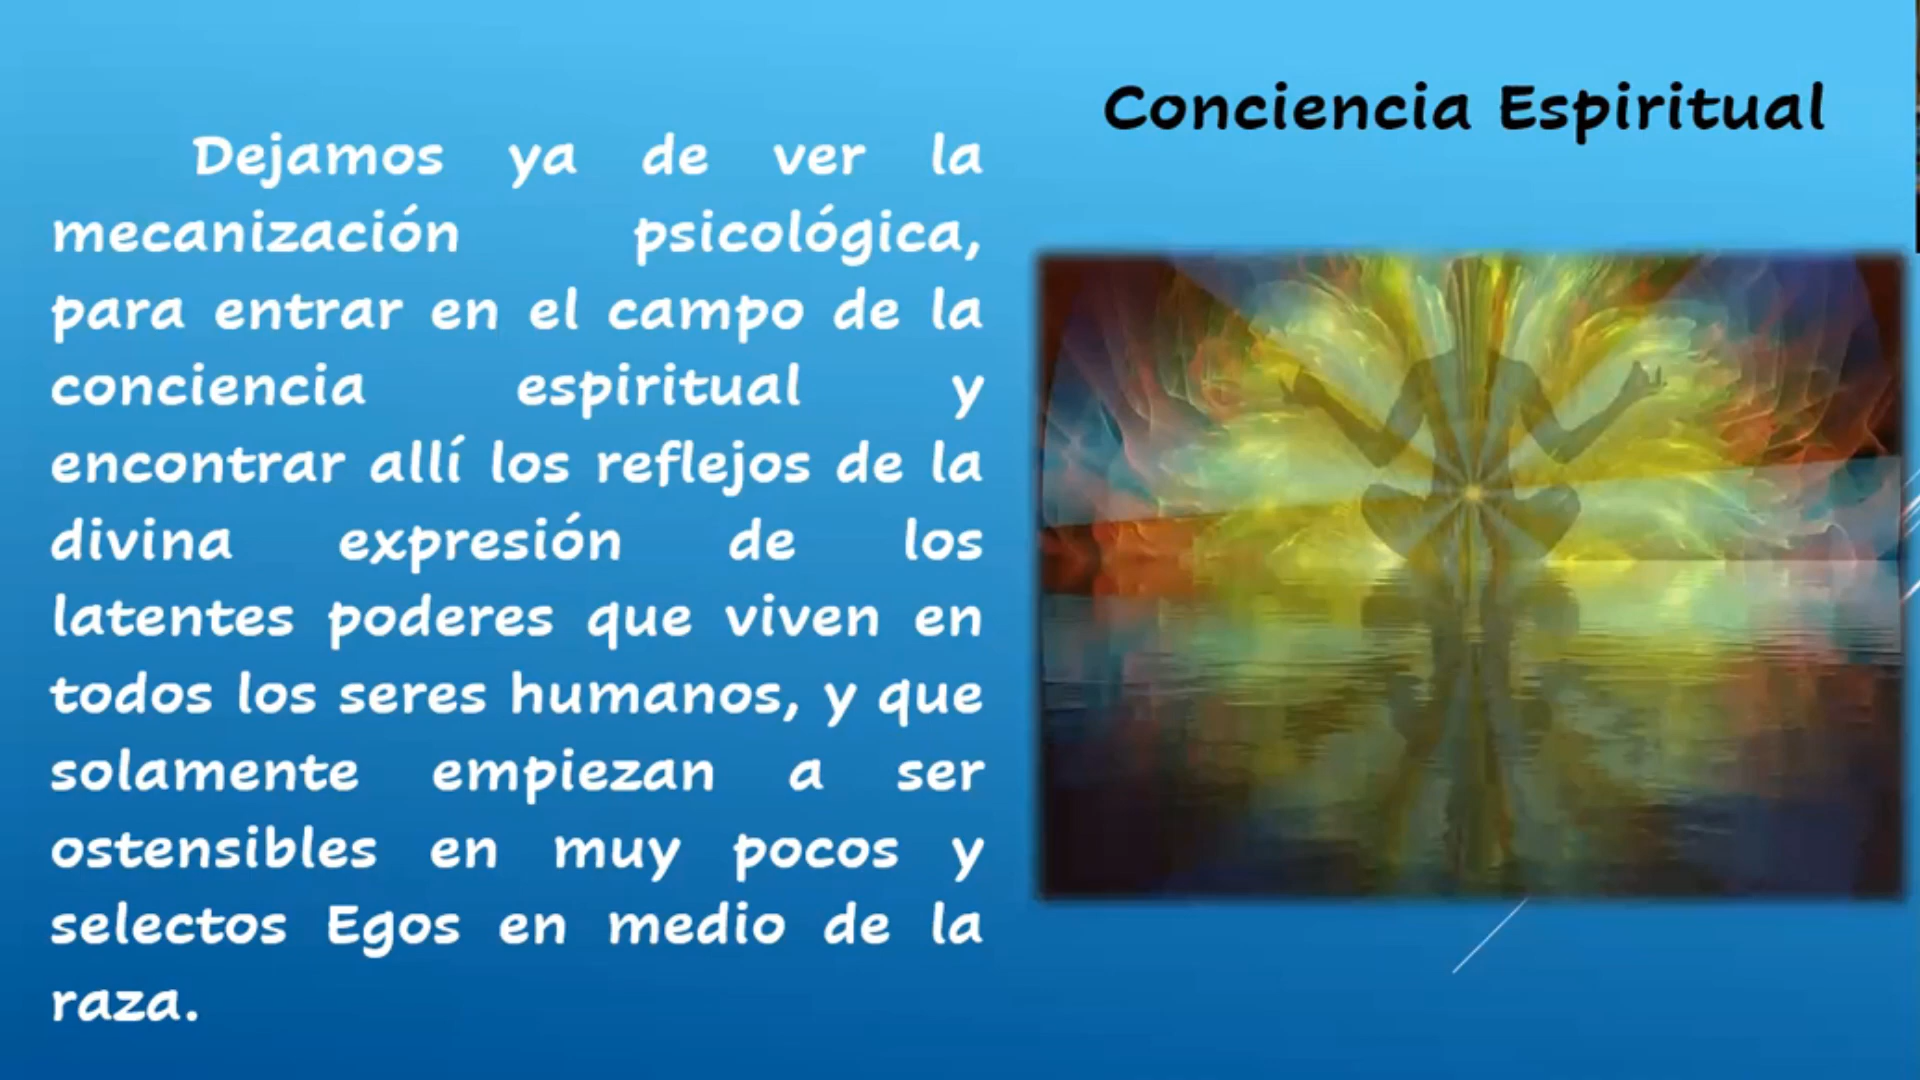 Conciencia Espiritual
Dejamos ya de ver la
mecanización psicológica,
para entrar en el campo de la
conciencia espiritual y
encontrar allí los reflejos de la
divina expresión de los
latentes poderes que viven en
todos los seres humanos, y que
solamente empiezan a ser
ostensibles en muy pocos y
selectos Egos en medio de la
raza.